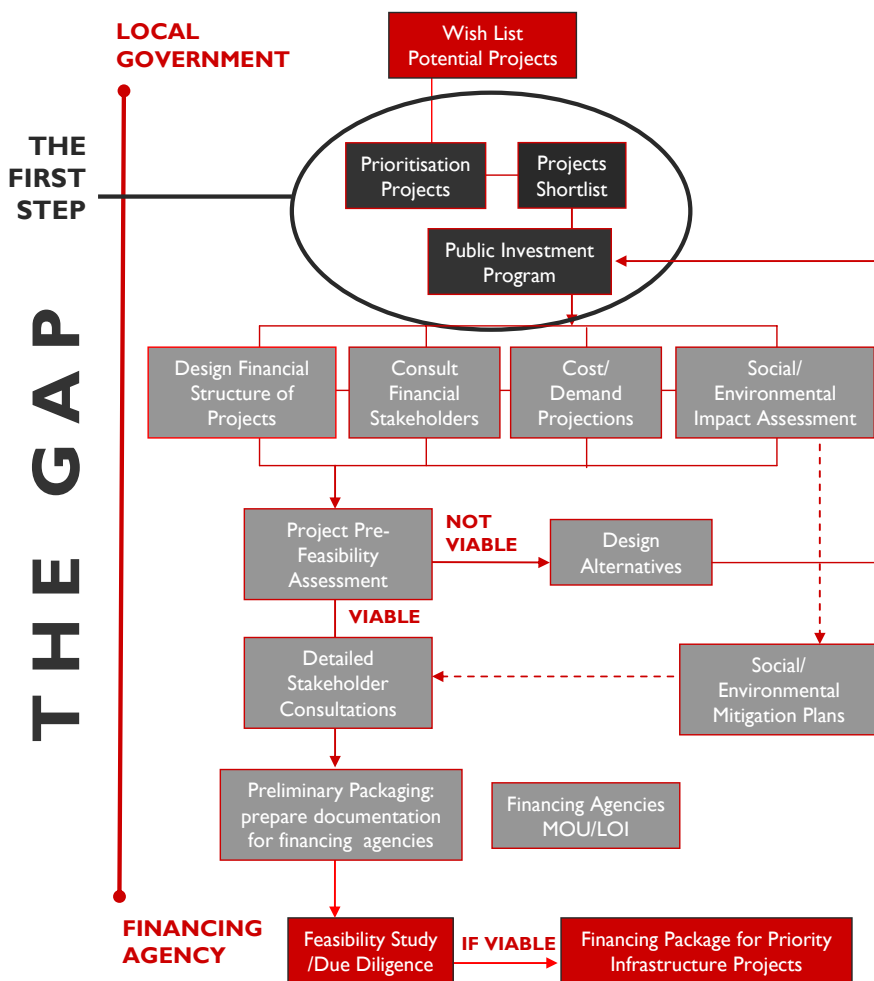 LOCAL
GOVERNMENT
Wish List
Potential Projects
THE
FIRST
STEP
Prioritisation
Projects
Projects
Shortlist
Public Investment
Program
THE GAP
Design Financial
Structure of
Projects
Consult
Financial
Stakeholders
Cost/
Demand
Projections
Social/
Environmental
Impact Assessment
Project Pre-
Feasibility
Assessment
NOT
VIABLE
Design
Alternatives
VIABLE
Detailed
Stakeholder
Consultations
Social/
Environmental
Mitigation Plans
Preliminary Packaging:
prepare documentation
for financing agencies
Financing Agencies
MOU/LOI
FINANCING
AGENCY
Feasibility Study
/Due Diligence
IF VIABLE
Financing Package for Priority
Infrastructure Projects